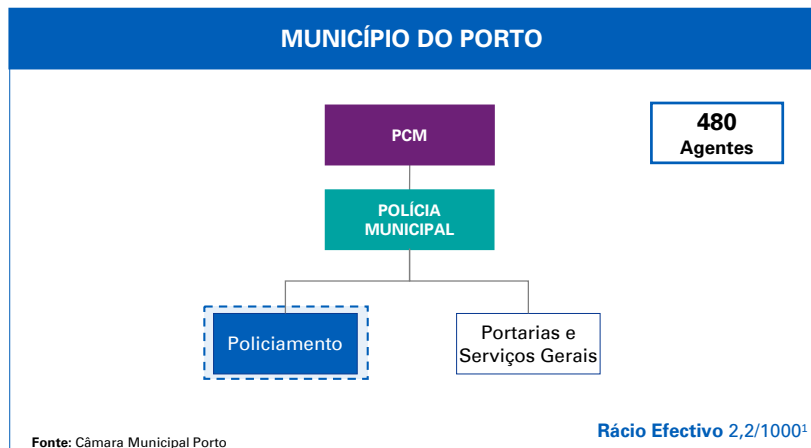 MUNICÍPIO DO PORTO
PCM
480
Agentes
POLÍCIA
MUNICIPAL
Policiamento
Portarias e
Serviços Gerais
Rácio Efectivo 2,2/1000¹
Fonte: Câmara Municipal Porto